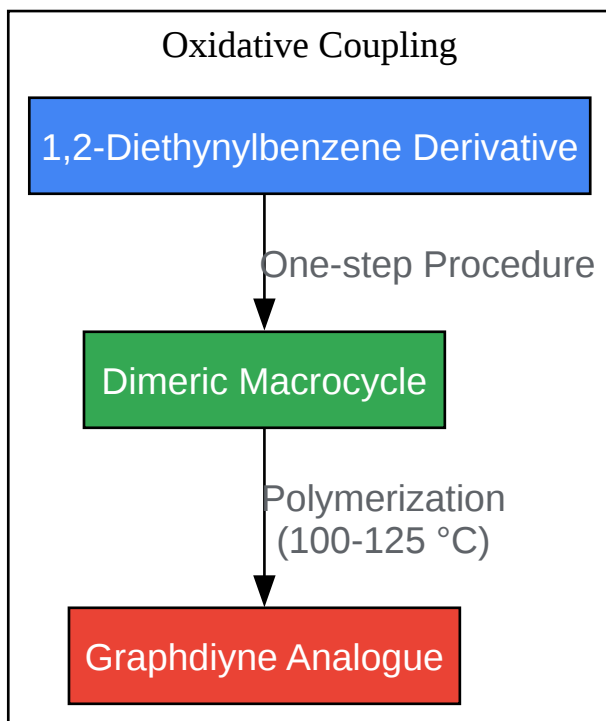 Oxidative Coupling
1,2-Diethynylbenzene Derivative
One-step Procedure
Dimeric Macrocycle
Polymerization
(100-125 °C)
Graphdiyne Analogue